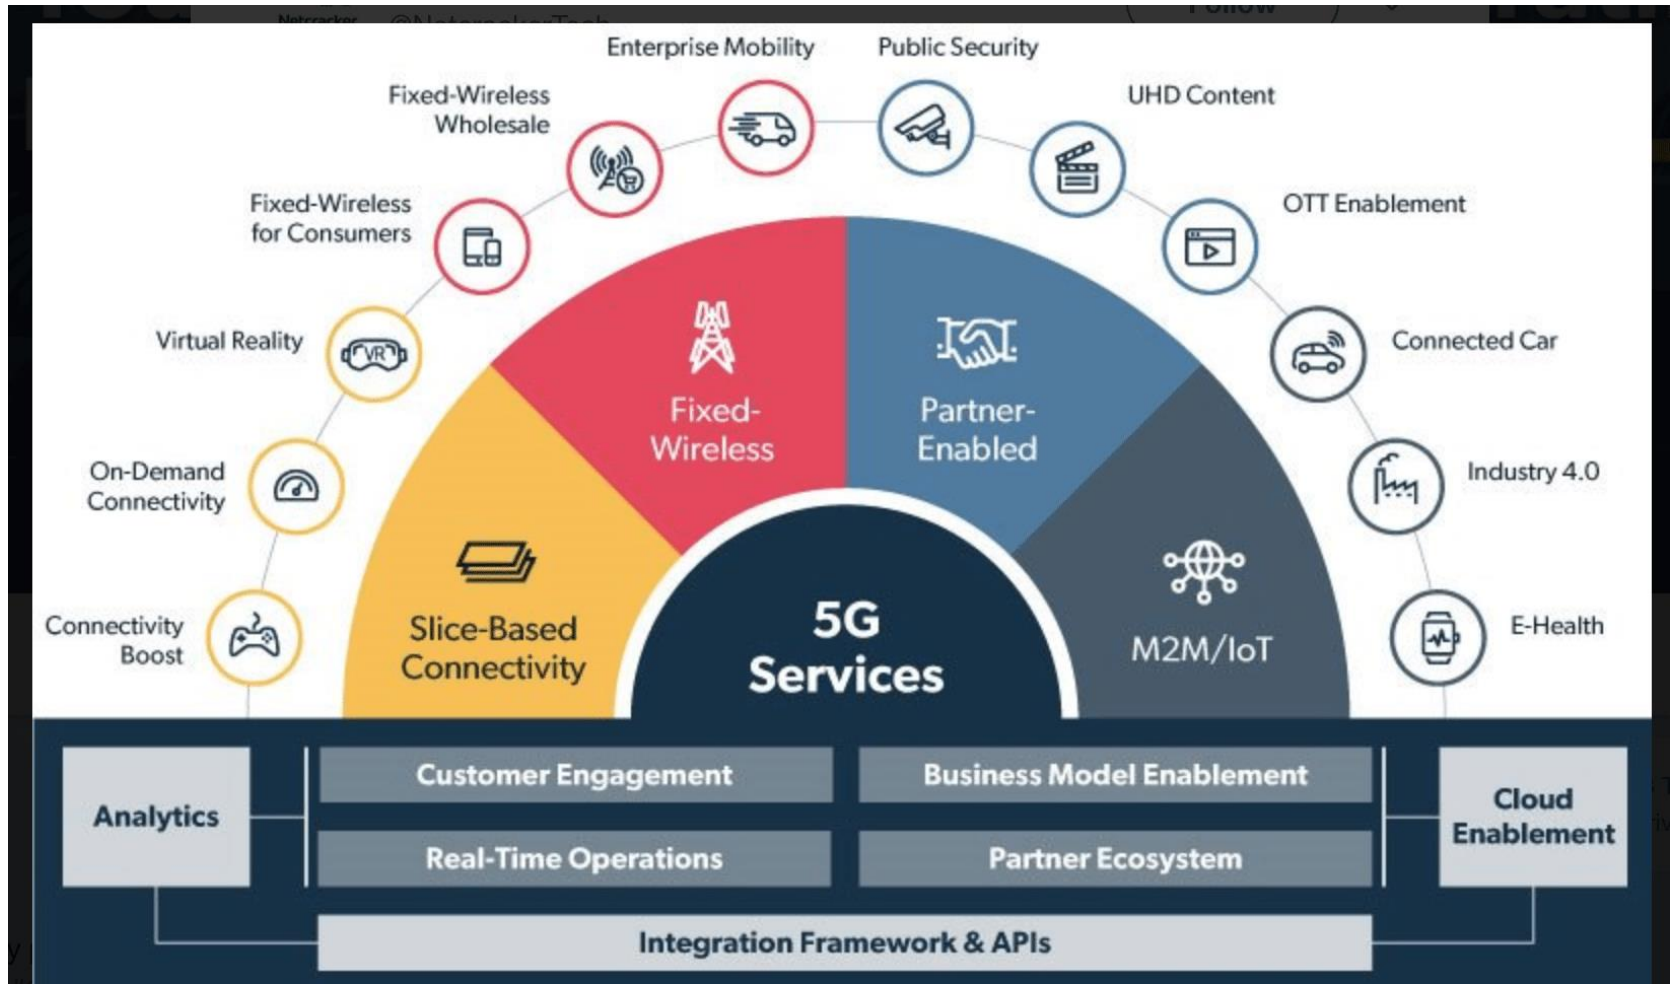 Enterprise Mobility
Public Security
Fixed-Wireless
Wholesale
UHD Content
Fixed-Wireless
for Consumers
OTT Enablement
Virtual Reality
VR
Connected Car
On-Demand
Connectivity
Industry 4.0
Connectivity
Boost
E-Health
Fixed-
Wireless
Partner-
Enabled
Slice-Based
Connectivity
M2M/IoT
5G
Services
Analytics
Customer Engagement
Business Model Enablement
Real-Time Operations
Partner Ecosystem
Cloud
Enablement
Integration Framework & APIs